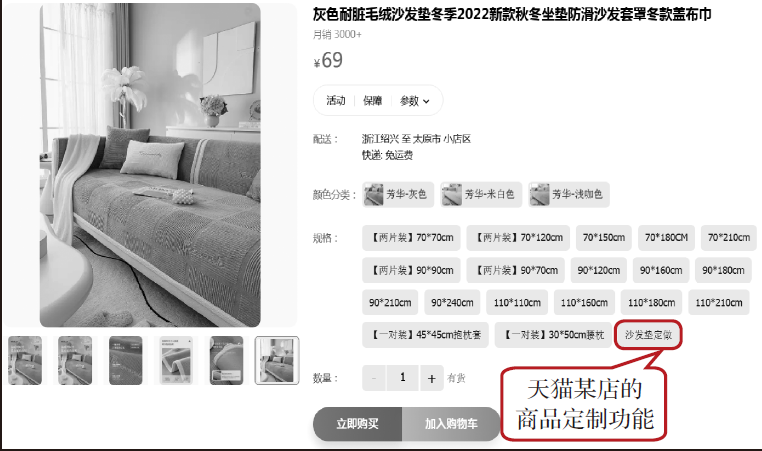 灰色耐脏毛绒沙发垫冬季2022新款秋冬坐垫防滑沙发套罩冬款盖布巾
月销 3000+
¥69
活动 保障 参数
配送： 浙江绍兴 至 太原市 小店区
快递: 免运费
颜色分类： 芳华-灰色 芳华-米白色 芳华-浅咖色
规格： 【两片装】70*70cm 【两片装】70*120cm 70*150cm 70*180CM 70*210cm
【两片装】90*90cm 【两片装】90*70cm 90*120cm 90*160cm 90*180cm
90*210cm 90*240cm 110*110cm 110*160cm 110*180cm 110*210cm
【一对装】45*45cm抱枕套 【一对装】30*50cm腰枕 沙发垫定做
数量： - 1 + 有货
立即购买 加入购物车
天猫某店的
商品定制功能